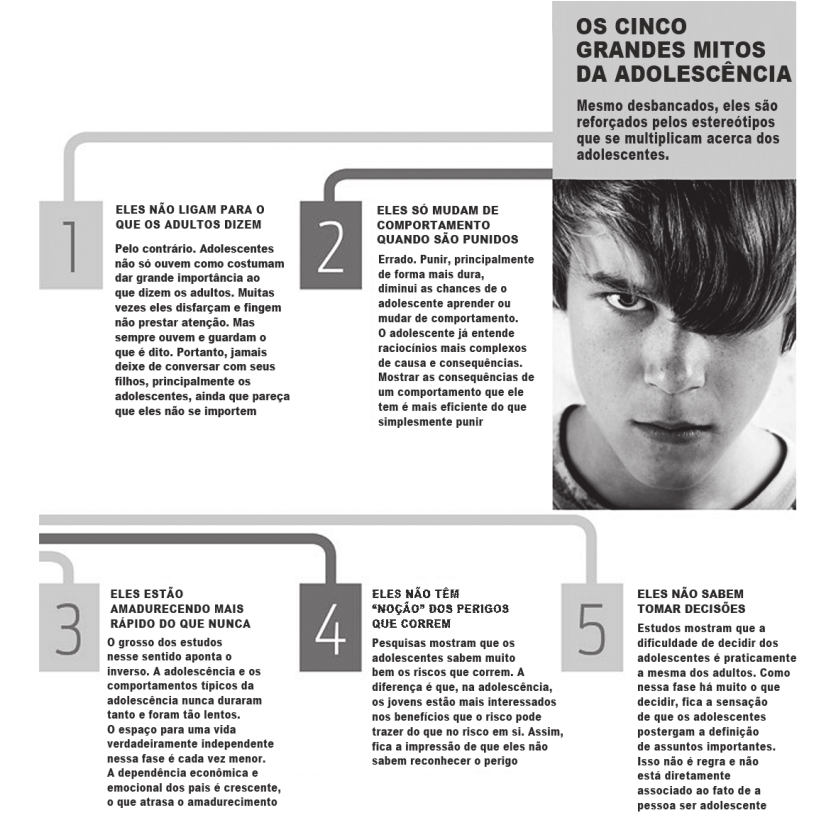 OS CINCO
GRANDES MITOS
DA ADOLESCÊNCIA
Mesmo desbancados, eles são
reforçados pelos estereótipos
que se multiplicam acerca dos
adolescentes.
1
ELES NÃO LIGAM PARA O
QUE OS ADULTOS DIZEM
Pelo contrário. Adolescentes
não só ouvem como costumam
dar grande importância ao
que dizem os adultos. Muitas
vezes eles disfarçam e fingem
não prestar atenção. Mas
sempre ouvem e guardam o
que é dito. Portanto, jamais
deixe de conversar com seus
filhos, principalmente os
adolescentes, ainda que pareça
que eles não se importem
2
ELES SÓ MUDAM DE
COMPORTAMENTO
QUANDO SÃO PUNIDOS
Errado. Punir, principalmente
de forma mais dura,
diminui as chances de o
adolescente aprender ou
mudar de comportamento.
O adolescente já entende
raciocínios mais complexos
de causa e consequências.
Mostrar as consequências de
um comportamento que ele
tem é mais eficiente do que
simplesmente punir
3
ELES ESTÃO
AMADURECENDO MAIS
RÁPIDO DO QUE NUNCA
O grosso dos estudos
nesse sentido aponta o
inverso. A adolescência e os
comportamentos típicos da
adolescência nunca duraram
tanto e foram tão lentos.
O espaço para uma vida
verdadeiramente independente
nessa fase é cada vez menor.
A dependência econômica e
emocional dos pais é crescente,
o que atrasa o amadurecimento
4
ELES NÃO TÊM
“NOÇÃO” DOS PERIGOS
QUE CORREM
Pesquisas mostram que os
adolescentes sabem muito
bem os riscos que correm. A
diferença é que, na adolescência,
os jovens estão mais interessados
nos benefícios que o risco pode
trazer do que no risco em si. Assim,
fica a impressão de que eles não
sabem reconhecer o perigo
5
ELES NÃO SABEM
TOMAR DECISÕES
Estudos mostram que a
dificuldade de decidir dos
adolescentes é praticamente
a mesma dos adultos. Como
nessa fase há muito o que
decidir, fica a sensação
de que os adolescentes
postergam a definição
de assuntos importantes.
Isso não é regra e não
está diretamente
associado ao fato de a
pessoa ser adolescente